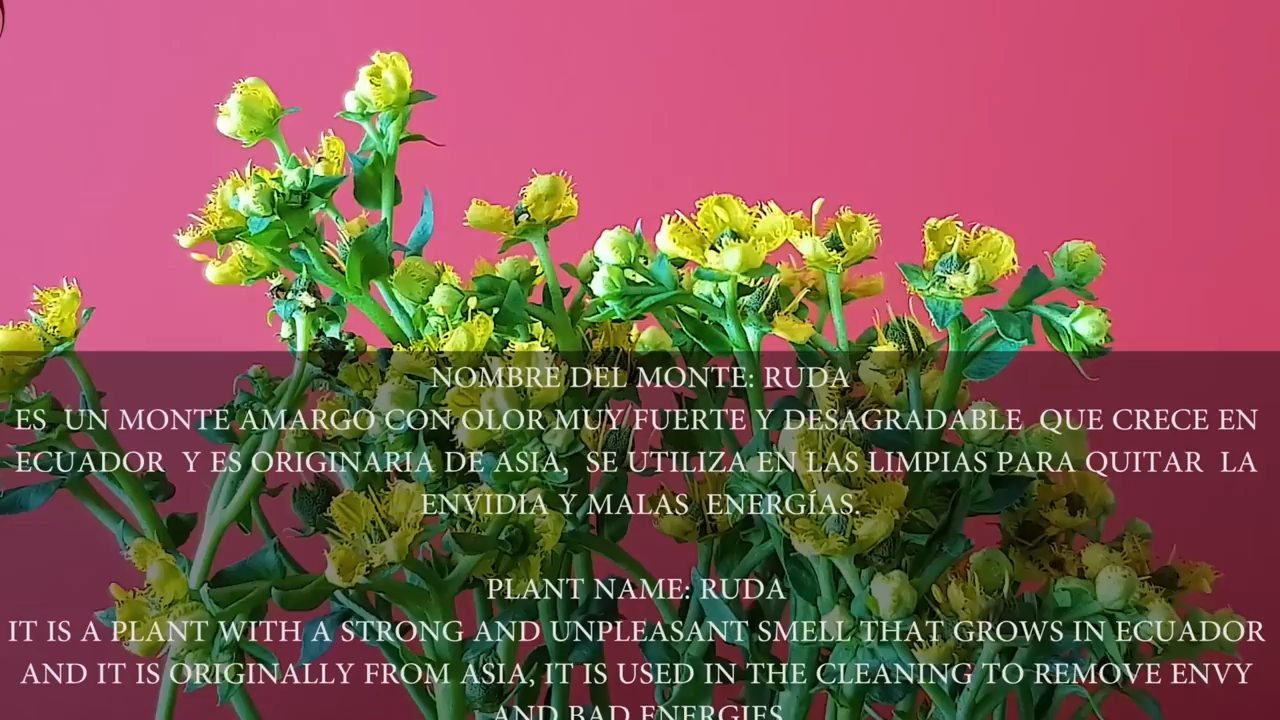 NOMBRE DEL MONTE: RUDA
ES UN MONTE AMARGO CON OLOR MUY FUERTE Y DESAGRADABLE QUE CRECE EN
ECUADOR Y ES ORIGINARIA DE ASIA, SE UTILIZA EN LAS LIMPIAS PARA QUITAR LA
ENVIDIA Y MALAS ENERGÍAS.
PLANT NAME: RUDA
IT IS A PLANT WITH A STRONG AND UNPLEASANT SMELL THAT GROWS IN ECUADOR
AND IT IS ORIGINALLY FROM ASIA, IT IS USED IN THE CLEANING TO REMOVE ENVY
AND BAD ENERGIES